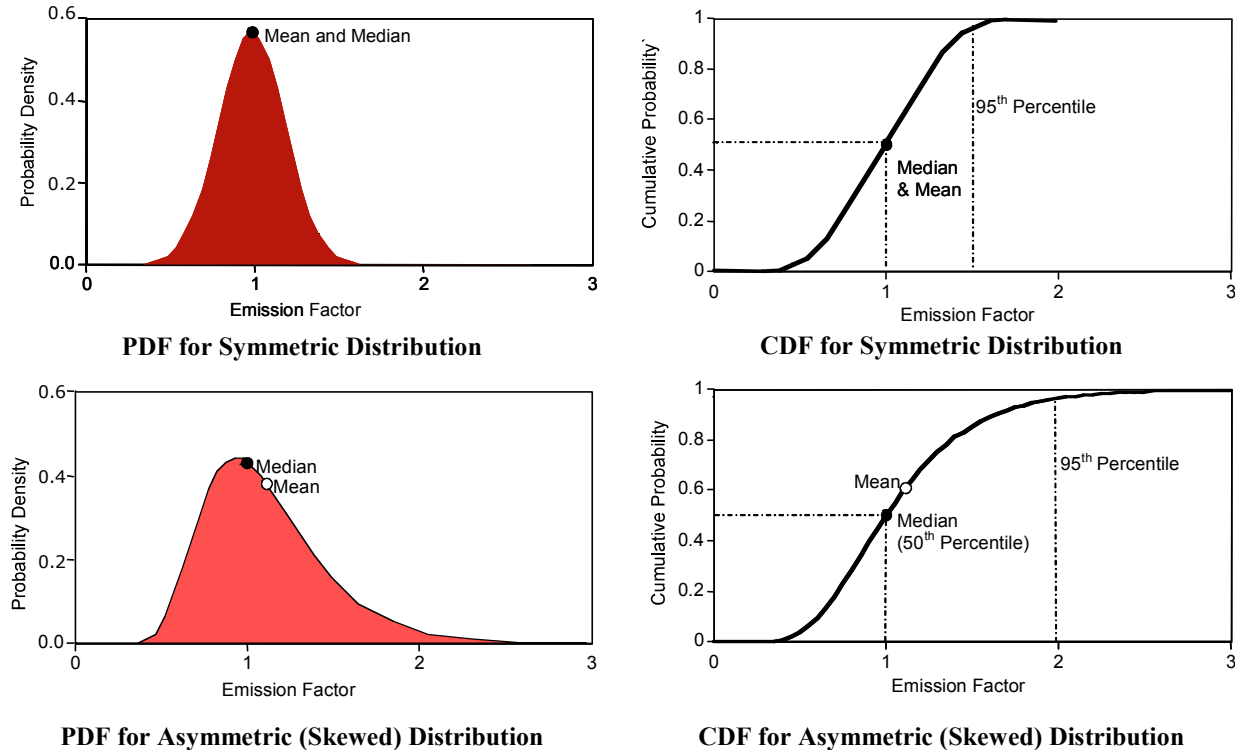 0.6
0.4
0.2
0.0
Probability Density
Mean and Median
0
1
2
3
Emission Factor
PDF for Symmetric Distribution
1
0.8
0.6
0.4
0.2
0
Cumulative Probability`
95th Percentile
Median
& Mean
0
1
2
3
Emission Factor
CDF for Symmetric Distribution
0.6
0.4
0.2
0.0
Probability Density
Median
Mean
0
1
2
3
Emission Factor
PDF for Asymmetric (Skewed) Distribution
1
0.8
0.6
0.4
0.2
0
Cumulative Probability
Mean
Median
(50th Percentile)
95th Percentile
0
1
2
3
Emission Factor
CDF for Asymmetric (Skewed) Distribution